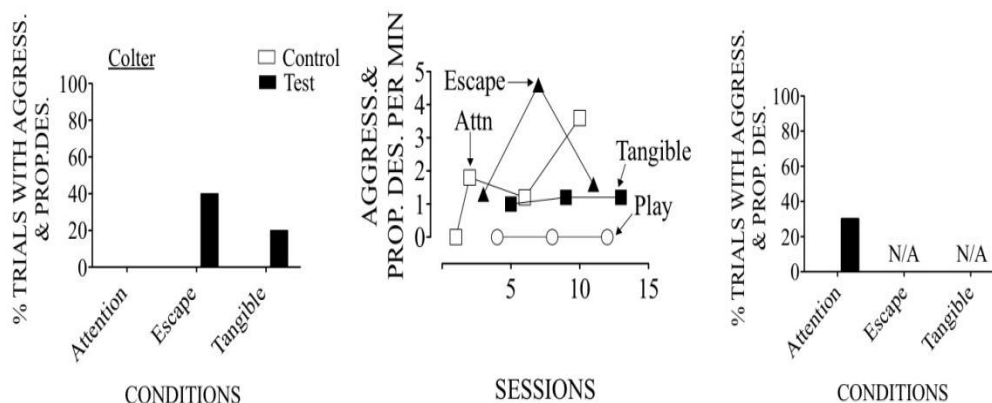 % TRIALS WITH AGGRESS.
& PROP.DES.
Colter
Control
Test
100
80
60
40
20
0
Attention
Escape
Tangible
CONDITIONS
AGGRESS.&
PROP. DES. PER MIN
5
4
3
2
1
0
Escape
Attn
Tangible
Play
5
10
15
SESSIONS
% TRIALS WITH AGGRESS.
& PROP. DES.
100
80
60
40
20
0
N/A
N/A
Attention
Escape
Tangible
CONDITIONS